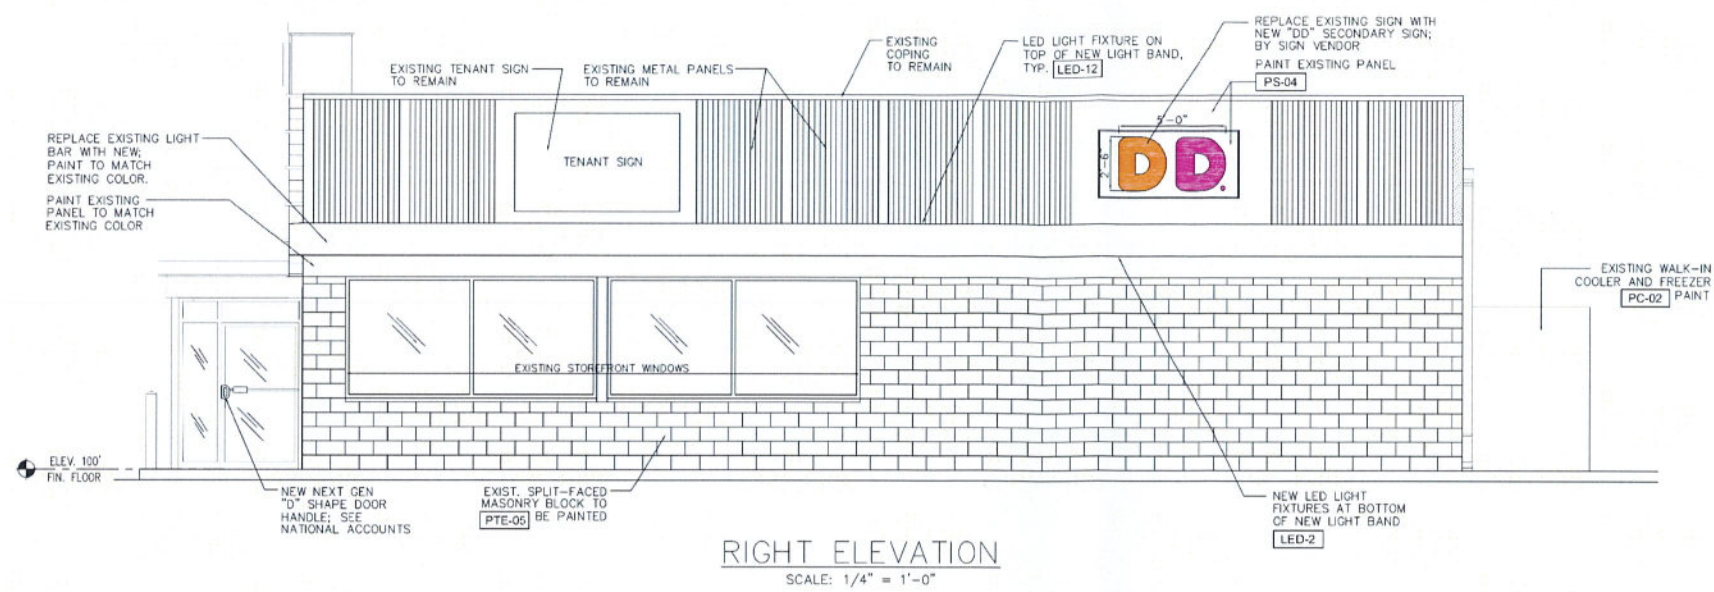 REPLACE EXISTING SIGN WITH
NEW "DD" SECONDARY SIGN;
BY SIGN VENDOR
PAINT EXISTING PANEL
PS-04
EXISTING
COPING
TO REMAIN
LED LIGHT FIXTURE ON
TOP OF NEW LIGHT BAND,
TYP. LED-12
EXISTING TENANT SIGN
TO REMAIN
EXISTING METAL PANELS
TO REMAIN
REPLACE EXISTING LIGHT
BAR WITH NEW;
PAINT TO MATCH
EXISTING COLOR.
PAINT EXISTING
PANEL TO MATCH
EXISTING COLOR
TENANT SIGN
5'-0"
2'-6"
DD
EXISTING WALK-IN
COOLER AND FREEZER
PC-02 PAINT
EXISTING STOREFRONT WINDOWS
ELEV. 100'
FIN. FLOOR
NEW NEXT GEN
"D" SHAPE DOOR
HANDLE; SEE
NATIONAL ACCOUNTS
EXIST. SPLIT-FACED
MASONRY BLOCK TO
PTE-05 BE PAINTED
NEW LED LIGHT
FIXTURES AT BOTTOM
OF NEW LIGHT BAND
LED-2
RIGHT ELEVATION
SCALE: 1/4" = 1'-0"